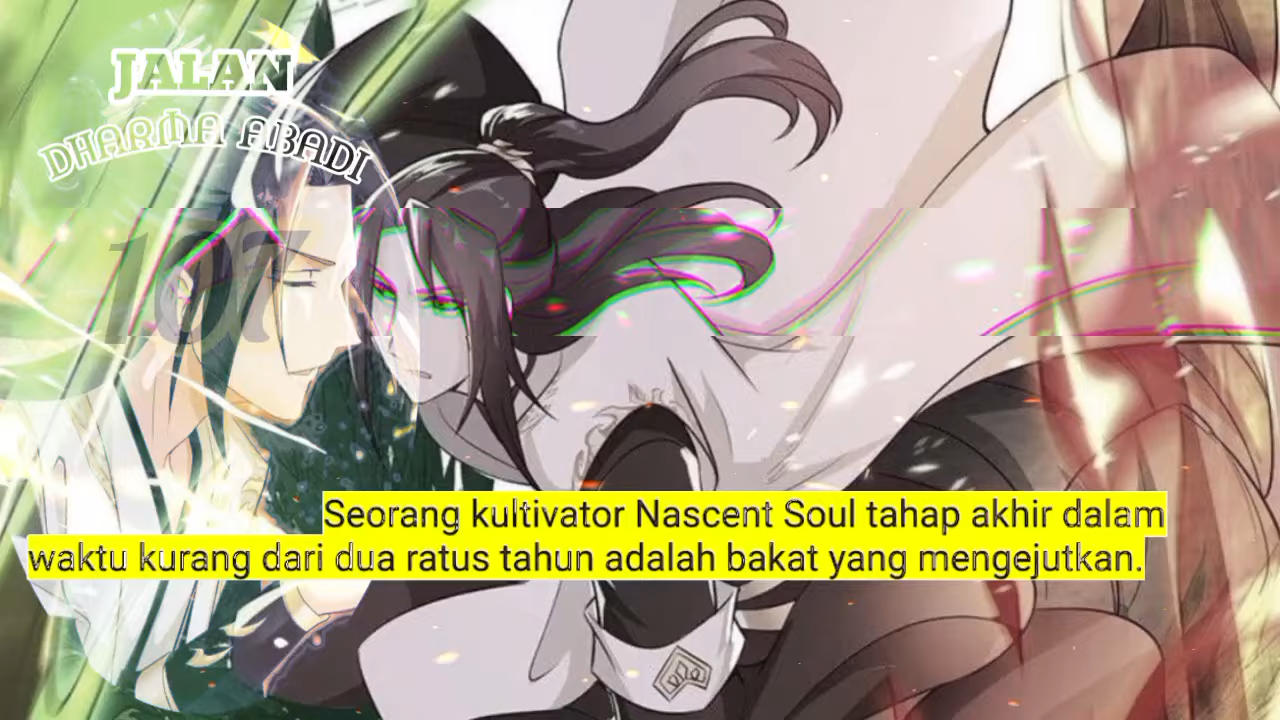 JALAN
DHARMA ABADI
107
Seorang kultivator Nascent Soul tahap akhir dalam
waktu kurang dari dua ratus tahun adalah bakat yang mengejutkan.